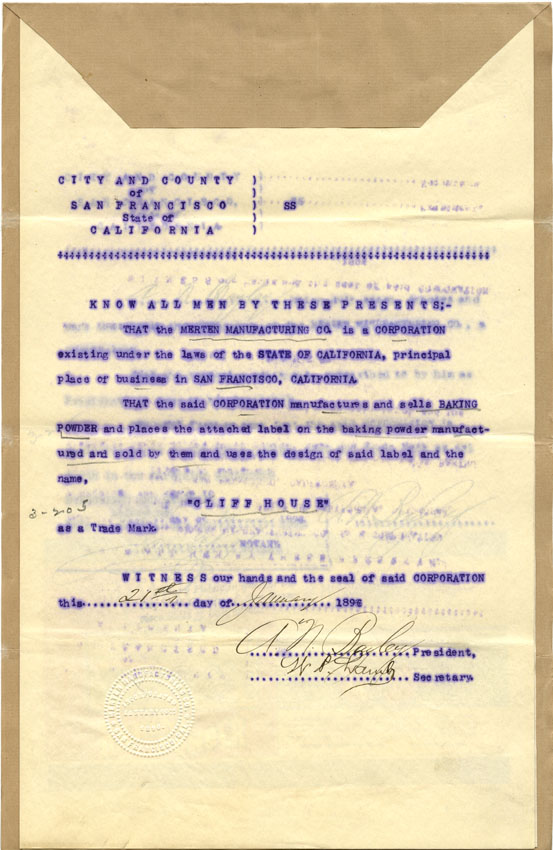 CITY AND COUNTY )
of )
SAN FRANCISCO ) SS
State of )
CALIFORNIA )
KNOW ALL MEN BY THESE PRESENTS;-
THAT the MERTEN MANUFACTURING CO. is a CORPORATION
existing under the laws of the STATE OF CALIFORNIA, principal
place of business in SAN FRANCISCO, CALIFORNIA.
THAT the said CORPORATION manufactures and sells BAKING
POWDER and places the attached label on the baking powder manufact-
ured and sold by them and uses the design of said label and the
name,
"CLIFF HOUSE"
as a Trade Mark.
WITNESS our hands and the seal of said CORPORATION
this 21st day of January 189
President,
Secretary.